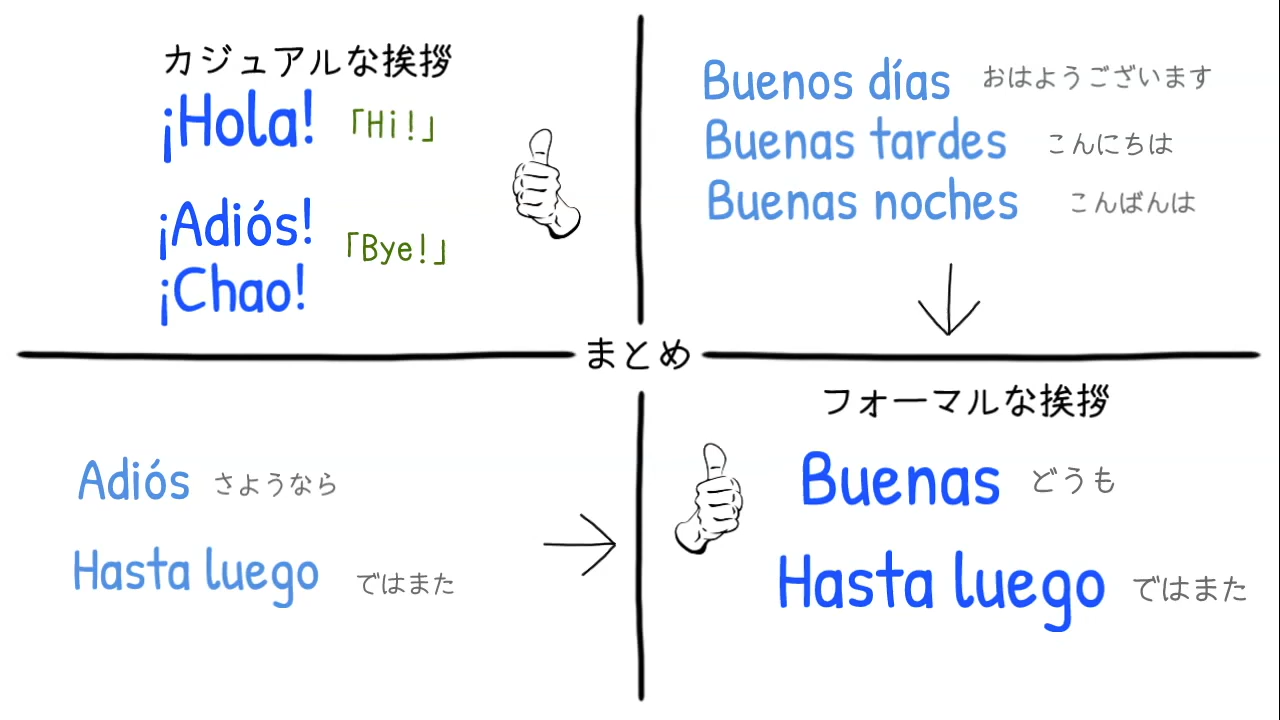 カジュアルな挨拶
¡Hola! 「Hi!」
¡Adiós!
「Bye!」
¡Chao!
Buenos días おはようございます
Buenas tardes こんにちは
Buenas noches こんばんは
まとめ
Adiós さようなら
Hasta luego ではまた
フォーマルな挨拶
Buenas どうも
Hasta luego ではまた